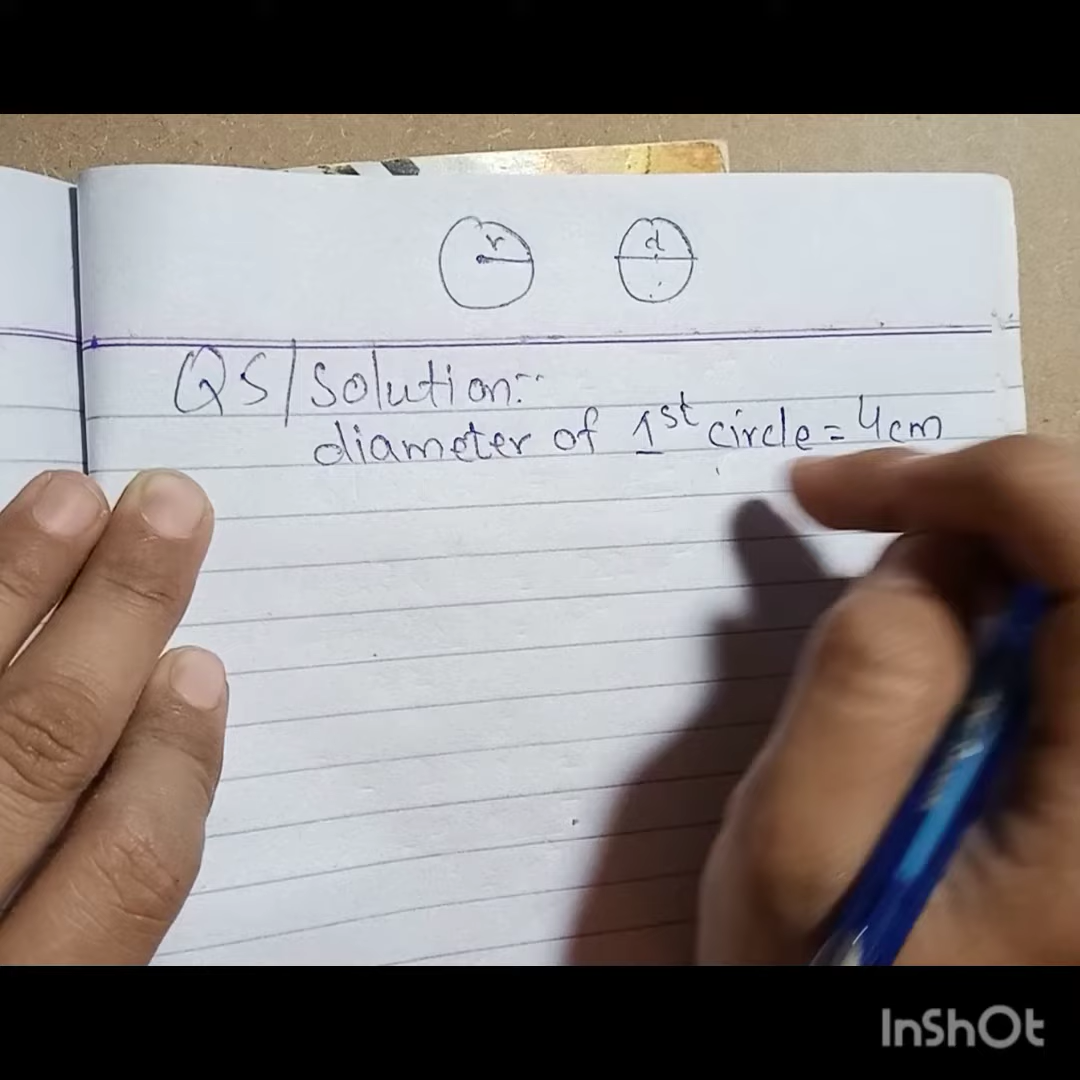 r d
Q5/Solution:-
diameter of 1st circle = 4cm
InShOt